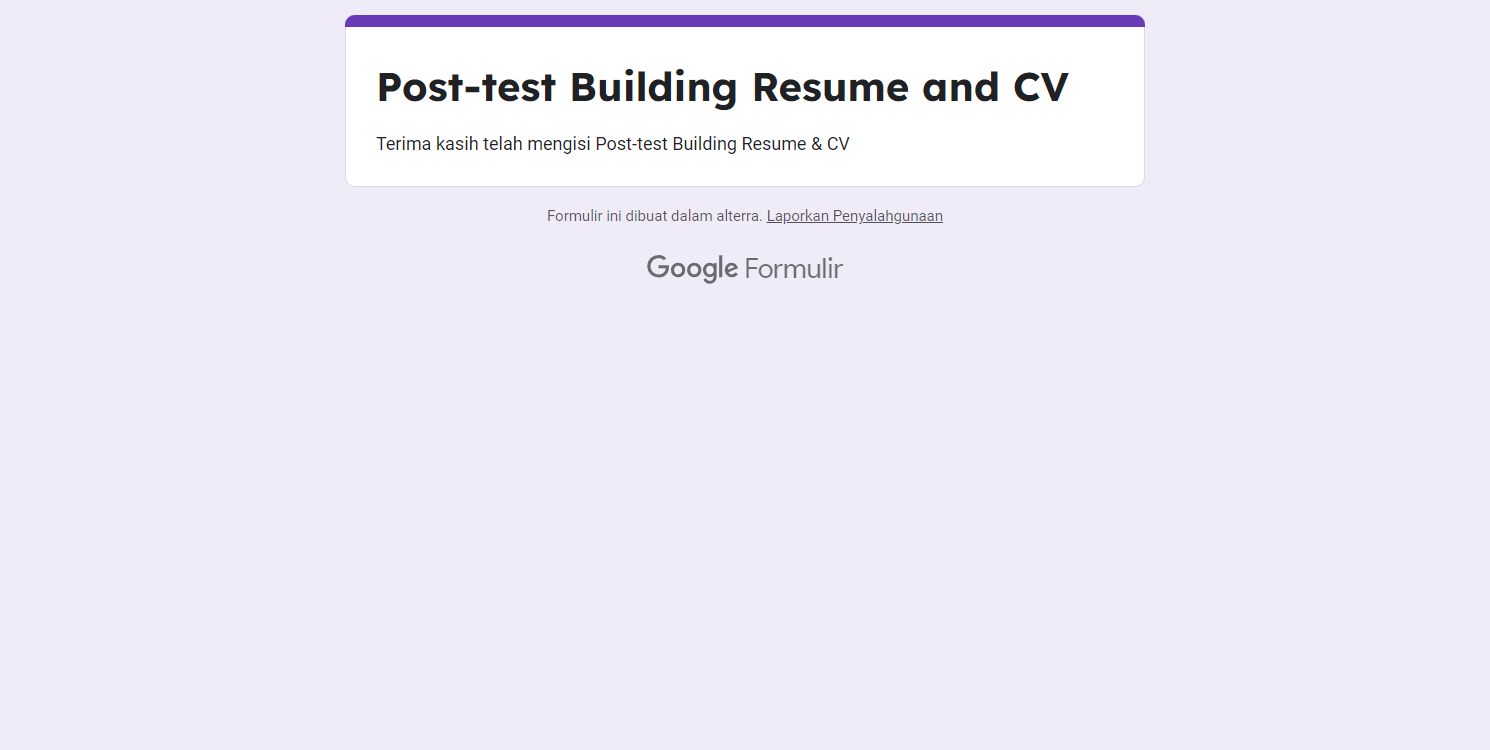 Post-test Building Resume and CV
Terima kasih telah mengisi Post-test Building Resume & CV
Formulir ini dibuat dalam alterra. Laporkan Penyalahgunaan
Google Formulir